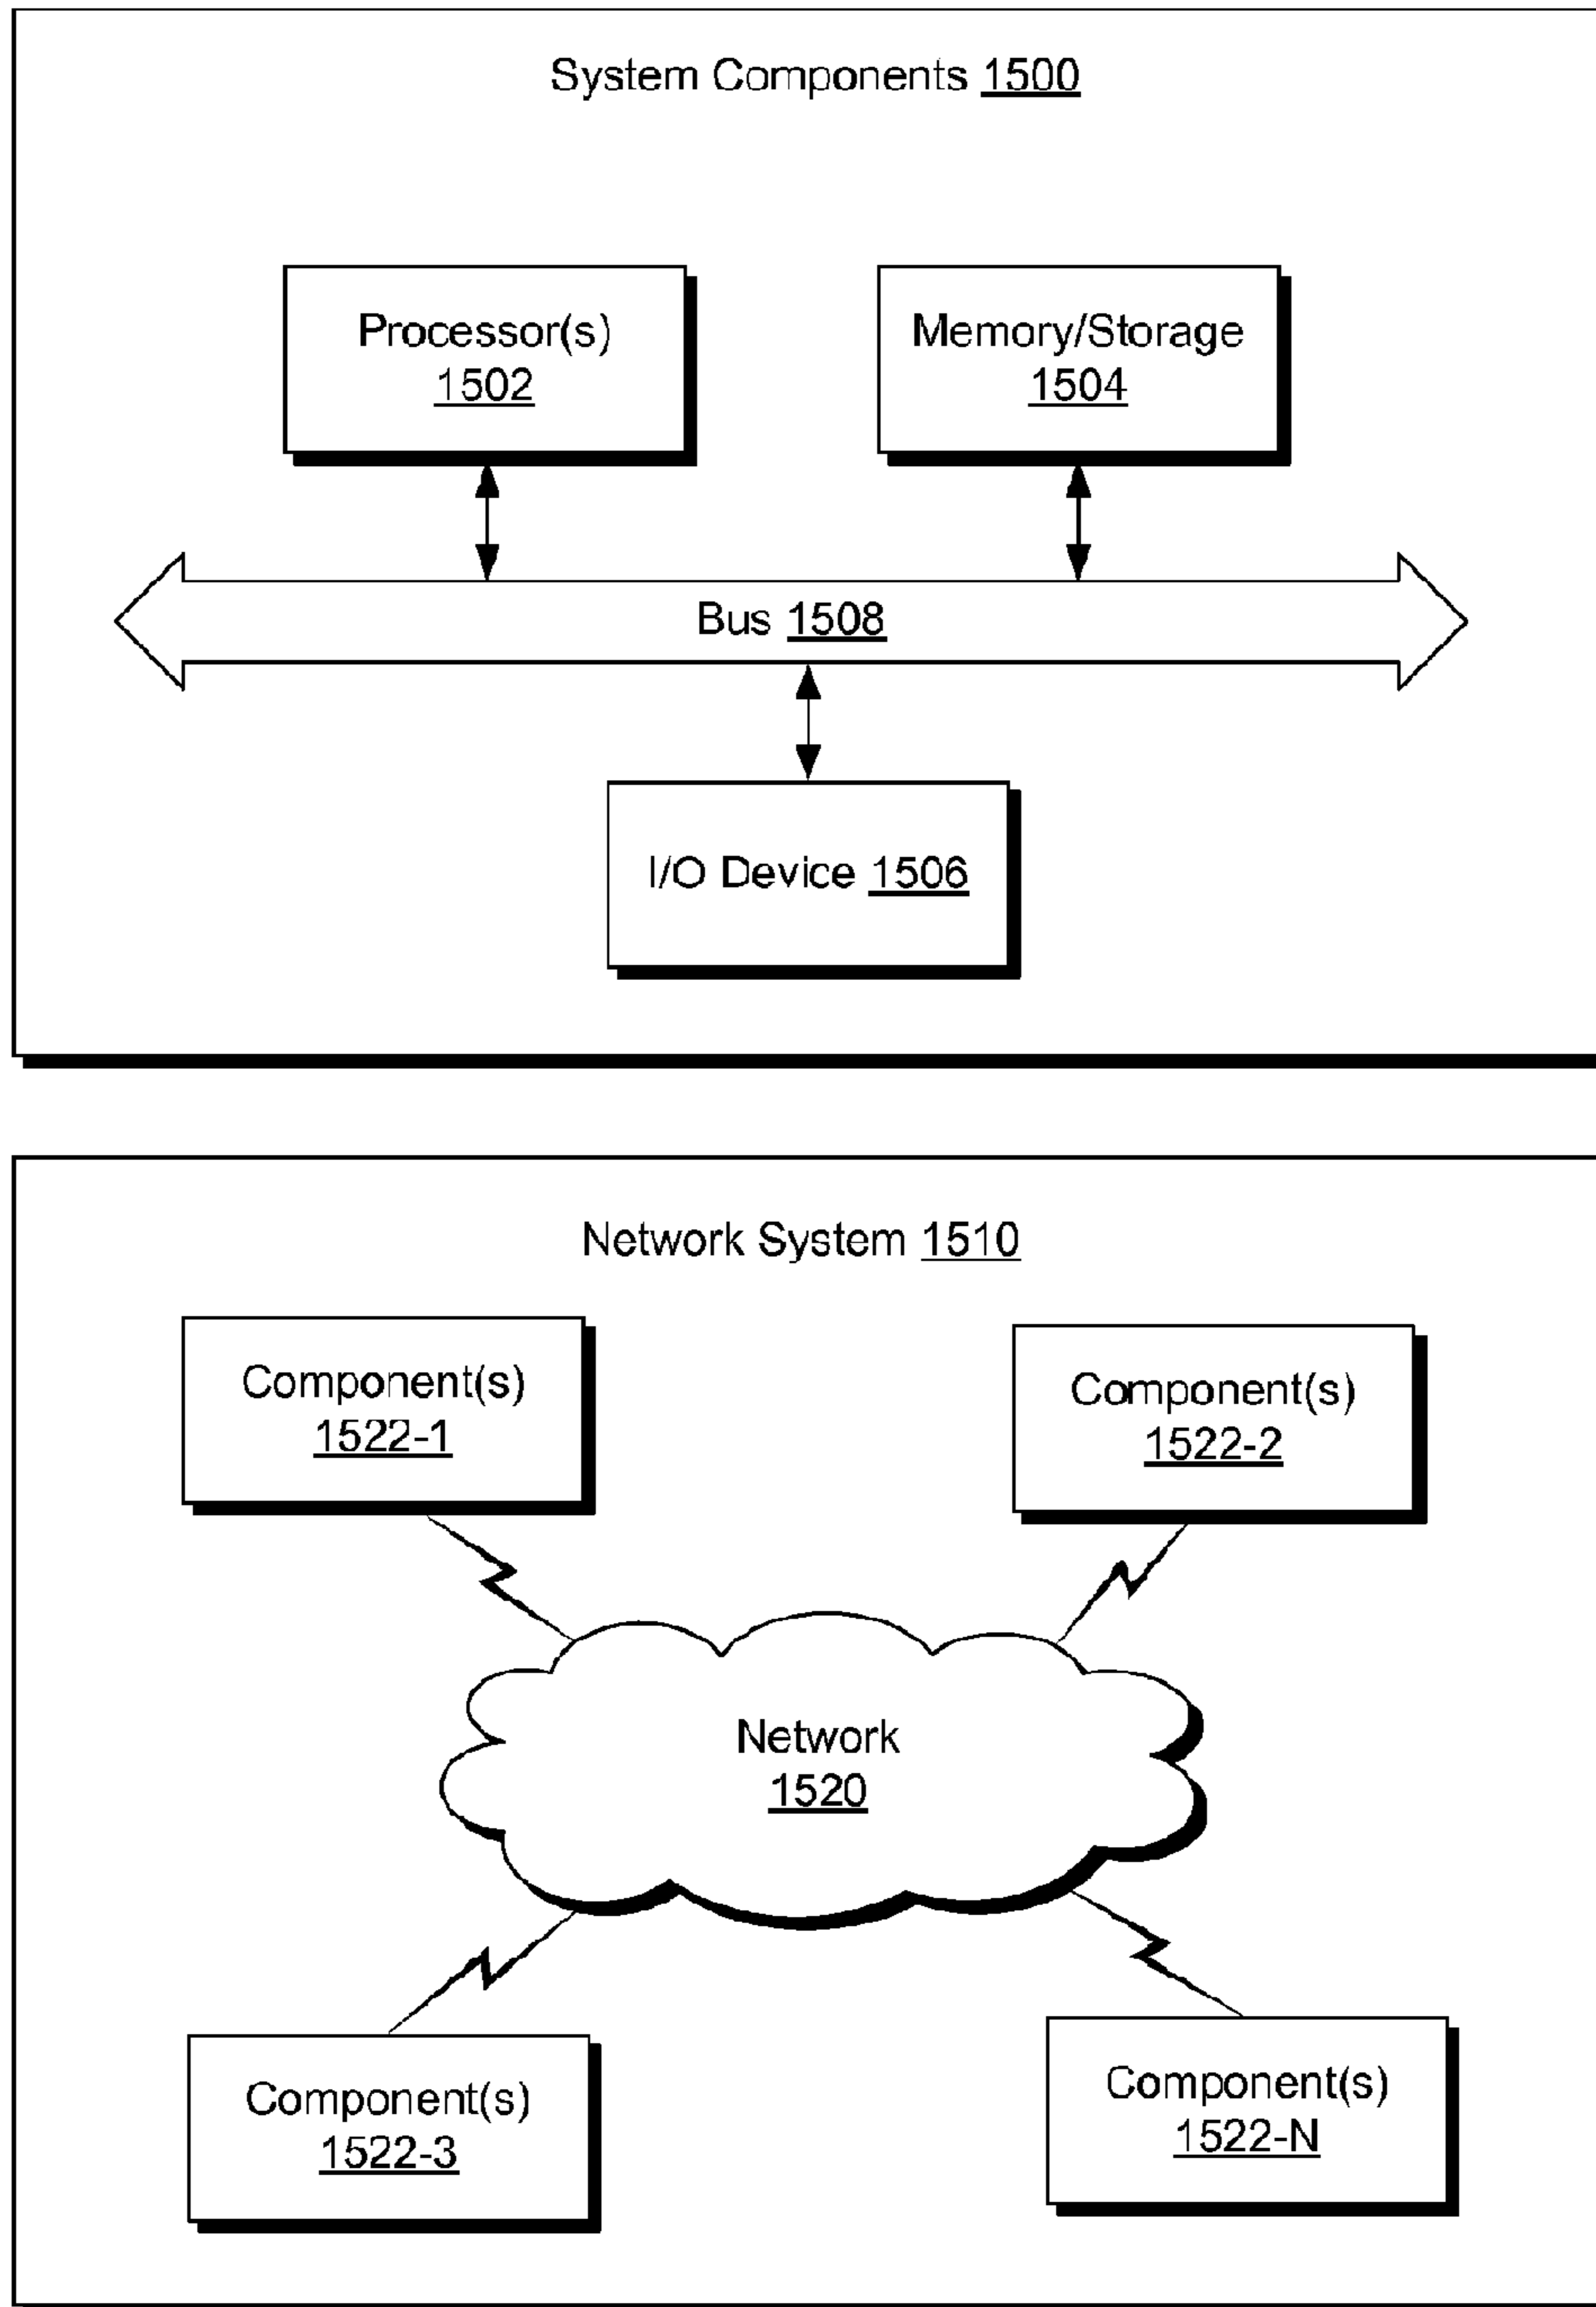 System Components 1500
Processor(s)
1502
Memory/Storage
1504
Bus 1508
I/O Device 1506
Network System 1510
Component(s)
1522-1
Component(s)
1522-2
Network
1520
Component(s)
1522-3
Component(s)
1522-N